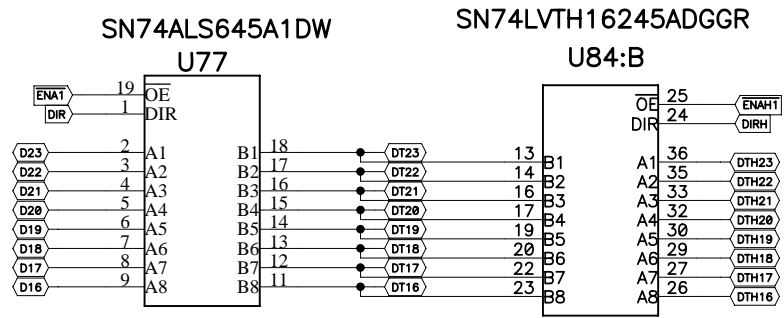 SN74ALS645A1DW
U77
SN74LVTH16245ADGGR
U84:B
ENA1 19 OE
DIR 1 DIR
OE 25 ENAH1
DIR 24 DIRH
D23 2 A1 B1 18 DT23 13 B1 A1 36 DTH23
D22 3 A2 B2 17 DT22 14 B2 A2 35 DTH22
D21 4 A3 B3 16 DT21 16 B3 A3 33 DTH21
D20 5 A4 B4 15 DT20 17 B4 A4 32 DTH20
D19 6 A5 B5 14 DT19 19 B5 A5 30 DTH19
D18 7 A6 B6 13 DT18 20 B6 A6 29 DTH18
D17 8 A7 B7 12 DT17 22 B7 A7 27 DTH17
D16 9 A8 B8 11 DT16 23 B8 A8 26 DTH16